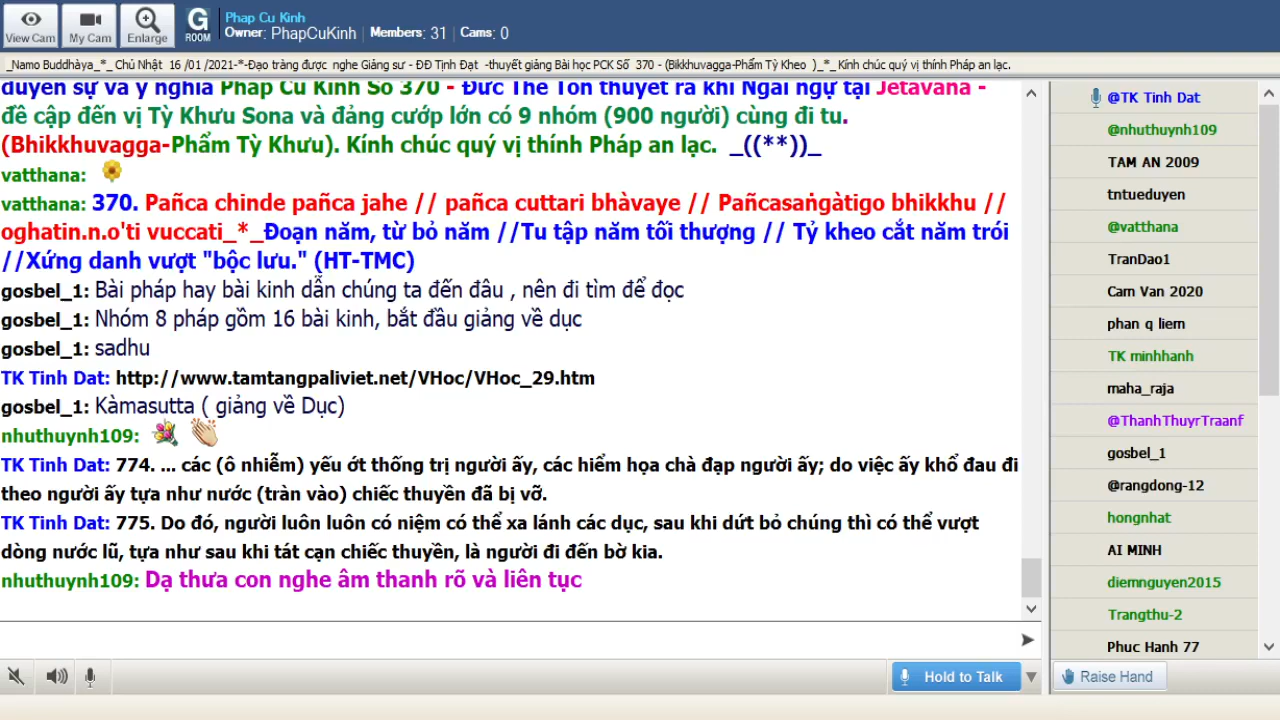 View Cam
My Cam
Enlarge
G
ROOM
Phap Cu Kinh
Owner: PhapCuKinh | Members: 31 | Cams: 0
_Namo Buddhàya_*_ Chủ Nhật 16 /01 /2021-*-Đạo tràng được nghe Giảng sư - ĐĐ Tịnh Đạt -thuyết giảng Bài học PCK Số 370 - (Bikkhuvagga-Phẩm Tỳ Kheo )_*_ Kính chúc quý vị thính Pháp an lạc.
duyên sự và ý nghĩa Pháp Cú Kinh Số 370 - Đức Thế Tôn thuyết ra khi Ngài ngự tại Jetavana -
đề cập đến vị Tỳ Khưu Sona và đảng cướp lớn có 9 nhóm (900 người) cùng đi tu.
(Bhikkhuvagga-Phẩm Tỳ Khưu). Kính chúc quý vị thính Pháp an lạc. _((**))_
vatthana:
vatthana: 370. Pañca chinde pañca jahe // pañca cuttari bhàvaye // Pañcasaṅgàtigo bhikkhu //
oghatin.n.o'ti vuccati_*_Đoạn năm, từ bỏ năm //Tu tập năm tối thượng // Tỷ kheo cắt năm trói
//Xứng danh vượt "bộc lưu." (HT-TMC)
gosbel_1: Bài pháp hay bài kinh dẫn chúng ta đến đâu , nên đi tìm để đọc
gosbel_1: Nhóm 8 pháp gồm 16 bài kinh, bắt đầu giảng về dục
gosbel_1: sadhu
TK Tinh Dat: http://www.tamtangpaliviet.net/VHoc/VHoc_29.htm
gosbel_1: Kàmasutta ( giảng về Dục)
nhuthuynh109:
TK Tinh Dat: 774. ... các (ô nhiễm) yếu ớt thống trị người ấy, các hiểm họa chà đạp người ấy; do việc ấy khổ đau đi
theo người ấy tựa như nước (tràn vào) chiếc thuyền đã bị vỡ.
TK Tinh Dat: 775. Do đó, người luôn luôn có niệm có thể xa lánh các dục, sau khi dứt bỏ chúng thì có thể vượt
dòng nước lũ, tựa như sau khi tát cạn chiếc thuyền, là người đi đến bờ kia.
nhuthuynh109: Dạ thưa con nghe âm thanh rõ và liên tục
@TK Tinh Dat
@nhuthuynh109
TAM AN 2009
tntueduyen
@vatthana
TranDao1
Cam Van 2020
phan q liem
TK minhhanh
maha_raja
@ThanhThuyrTraanf
gosbel_1
@rangdong-12
hongnhat
AI MINH
diemnguyen2015
Trangthu-2
Phuc Hanh 77
Hold to Talk
Raise Hand